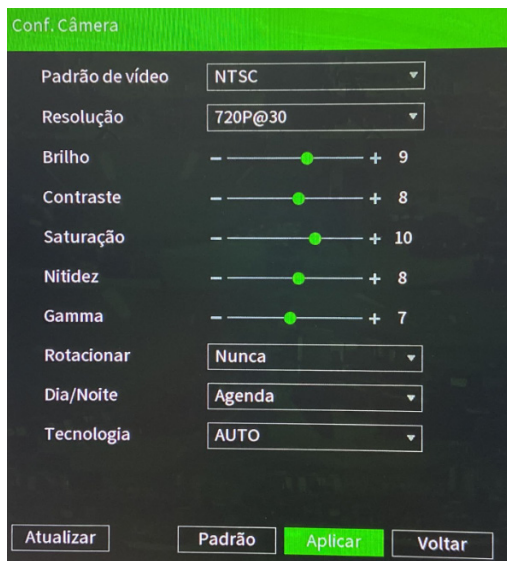 Conf. Câmera
Padrão de vídeo NTSC
Resolução 720P@30
Brilho - + 9
Contraste - + 8
Saturação - + 10
Nitidez - + 8
Gamma - + 7
Rotacionar Nunca
Dia/Noite Agenda
Tecnologia AUTO
Atualizar Padrão Aplicar Voltar